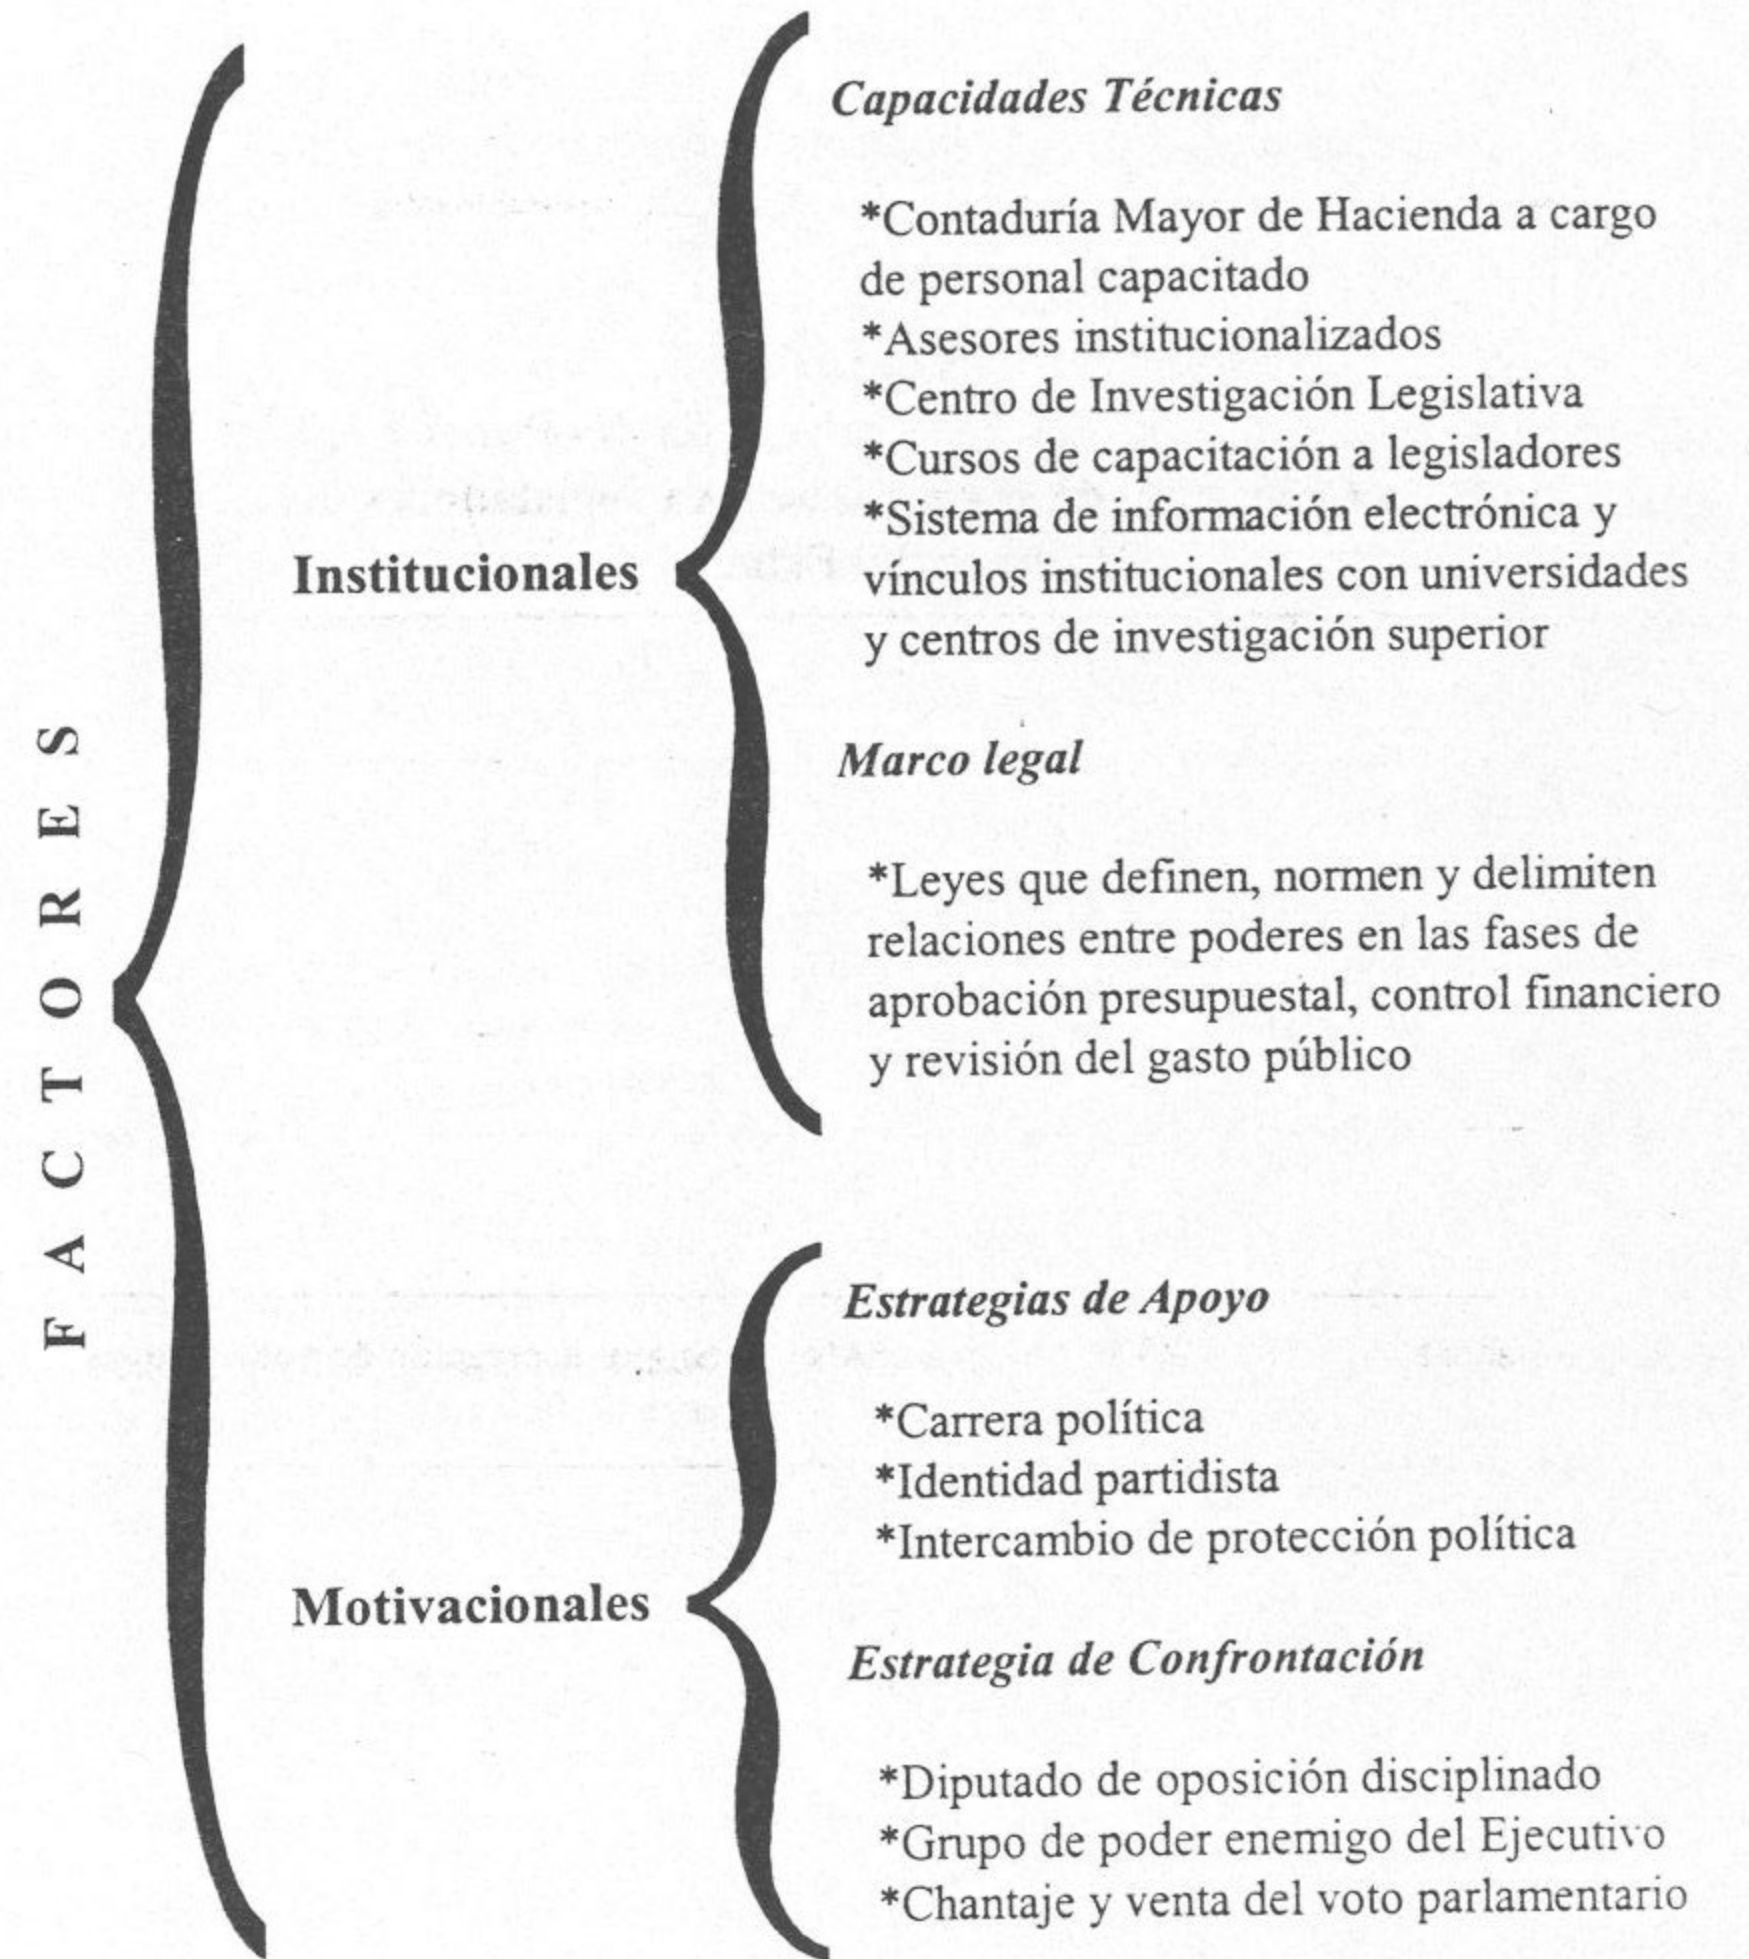 FACTORES
Institucionales
Capacidades Técnicas
*Contaduría Mayor de Hacienda a cargo
de personal capacitado
*Asesores institucionalizados
*Centro de Investigación Legislativa
*Cursos de capacitación a legisladores
*Sistema de información electrónica y
vínculos institucionales con universidades
y centros de investigación superior
Marco legal
*Leyes que definen, normen y delimiten
relaciones entre poderes en las fases de
aprobación presupuestal, control financiero
y revisión del gasto público
Motivacionales
Estrategias de Apoyo
*Carrera política
*Identidad partidista
*Intercambio de protección política
Estrategia de Confrontación
*Diputado de oposición disciplinado
*Grupo de poder enemigo del Ejecutivo
*Chantaje y venta del voto parlamentario